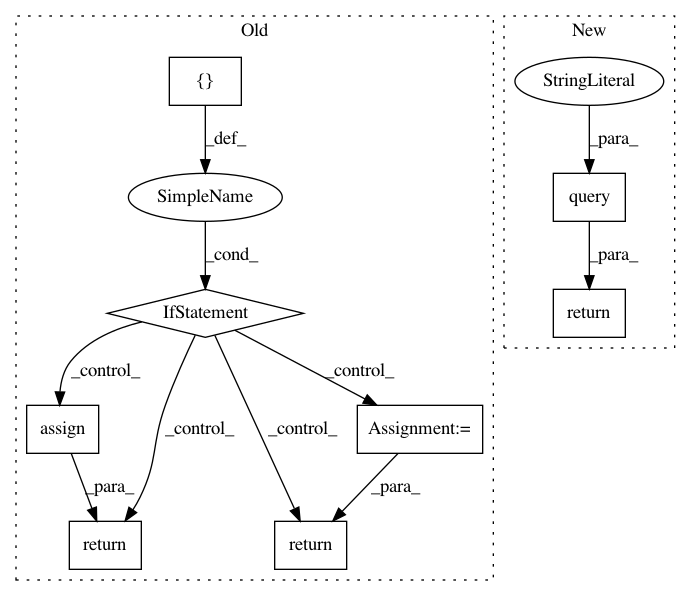 Old
New
{}
StringLiteral
_def_
_para_
SimpleName
query
_cond_
_para_
IfStatement
return
_control_
_control_
_control_
_control_
assign
Assignment:=
_para_
_para_
return
return